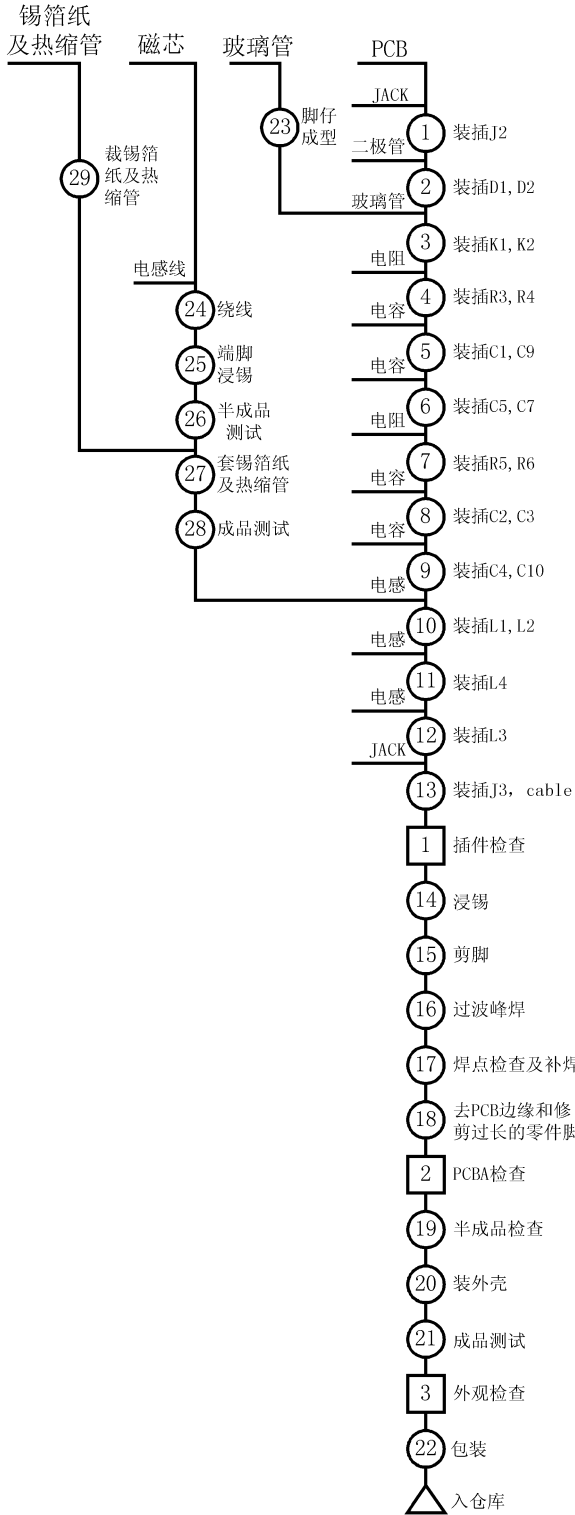 锡箔纸
及热缩管
磁芯
玻璃管
PCB
JACK
23
脚仔
成型
1
装插J2
二极管
29
裁锡箔
纸及热
缩管
2
装插D1, D2
玻璃管
3
装插K1, K2
电感线
电阻
24
绕线
4
装插R3, R4
电容
25
端脚
浸锡
5
装插C1, C9
电容
26
半成品
测试
6
装插C5, C7
电阻
27
套锡箔纸
及热缩管
7
装插R5, R6
电容
28
成品测试
8
装插C2, C3
电容
9
装插C4, C10
电感
10
装插L1, L2
电感
11
装插L4
电感
12
装插L3
JACK
13
装插J3，cable
1
插件检查
14
浸锡
15
剪脚
16
过波峰焊
17
焊点检查及补焊
18
去PCB边缘和修
剪过长的零件脚
2
PCBA检查
19
半成品检查
20
装外壳
21
成品测试
3
外观检查
22
包装
入仓库